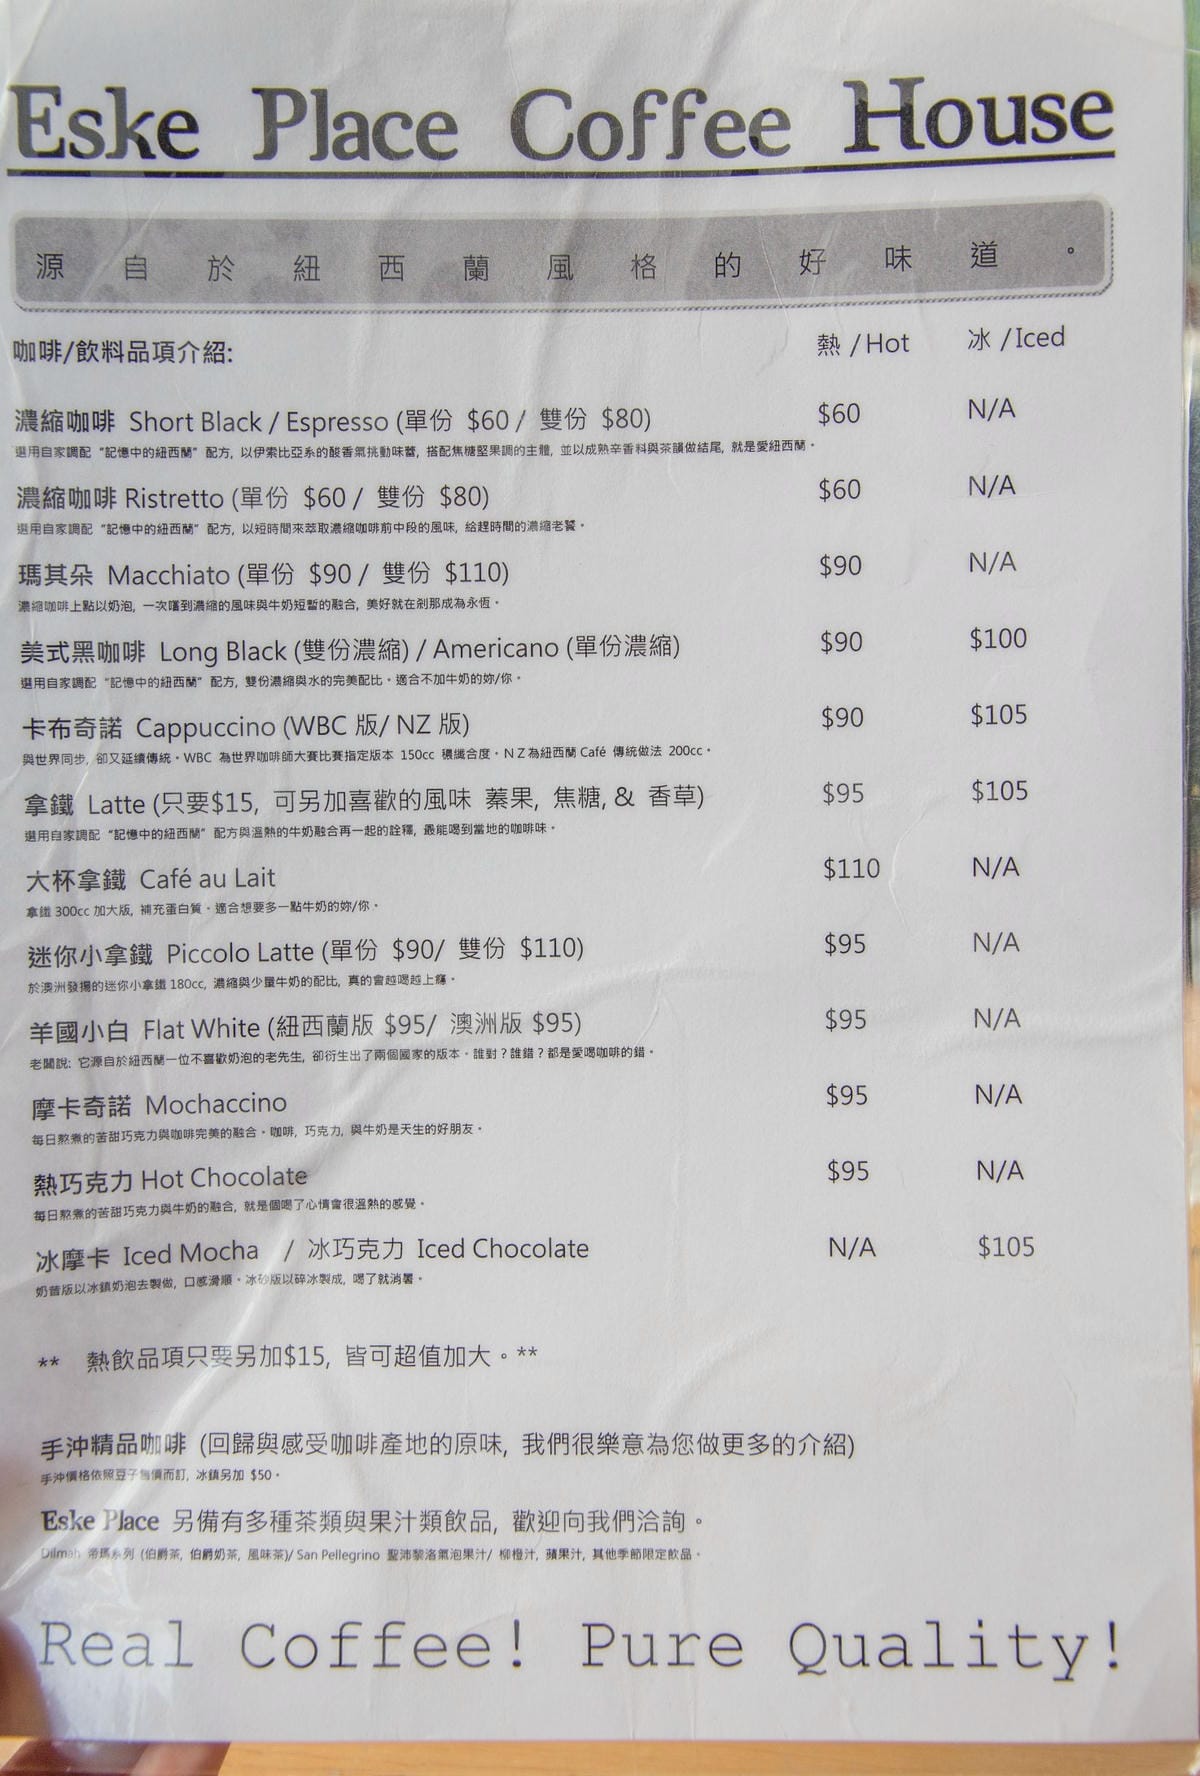 Eske Place Coffee House
源自於紐西蘭風格的好味道。
咖啡/飲料品項介紹: 熱 /Hot 冰 /Iced
濃縮咖啡 Short Black / Espresso (單份 $60 / 雙份 $80) $60 N/A
選用自家調配 “記憶中的紐西蘭” 配方, 以伊索比亞系的酸香氣挑動味蕾, 搭配焦糖堅果調的主體, 並以成熟辛香料與茶韻做結尾, 就是愛紐西蘭。
濃縮咖啡 Ristretto (單份 $60 / 雙份 $80) $60 N/A
選用自家調配 “記憶中的紐西蘭” 配方, 以短時間來萃取濃縮咖啡前中段的風味, 給趕時間的濃縮老饕。
瑪其朵 Macchiato (單份 $90 / 雙份 $110) $90 N/A
濃縮咖啡上點以奶泡, 一次嚐到濃縮的風味與牛奶短暫的融合, 美好就在剎那成為永恆。
美式黑咖啡 Long Black (雙份濃縮) / Americano (單份濃縮) $90 $100
選用自家調配 “記憶中的紐西蘭” 配方, 雙份濃縮與水的完美配比。適合不加牛奶的妳/你。
卡布奇諾 Cappuccino (WBC 版/ NZ 版) $90 $105
與世界同步, 卻又延續傳統。WBC 為世界咖啡師大賽比賽指定版本 150cc 穠纖合度。NZ為紐西蘭 Café 傳統做法 200cc。
拿鐵 Latte (只要$15, 可另加喜歡的風味 蓁果, 焦糖, & 香草) $95 $105
選用自家調配 “記憶中的紐西蘭” 配方與溫熱的牛奶融合再一起的詮釋, 最能喝到當地的咖啡味。
大杯拿鐵 Café au Lait $110 N/A
拿鐵 300cc 加大版, 補充蛋白質。適合想要多一點牛奶的妳/你。
迷你小拿鐵 Piccolo Latte (單份 $90/ 雙份 $110) $95 N/A
於澳洲發揚的迷你小拿鐵 180cc, 濃縮與少量牛奶的配比, 真的會越喝越上癮。
羊國小白 Flat White (紐西蘭版 $95/ 澳洲版 $95) $95 N/A
老闆說: 它源自於紐西蘭一位不喜歡奶泡的老先生, 卻衍生出了兩個國家的版本。誰對？誰錯？都是愛喝咖啡的錯。
摩卡奇諾 Mochaccino $95 N/A
每日熬煮的苦甜巧克力與咖啡完美的融合。咖啡, 巧克力, 與牛奶是天生的好朋友。
熱巧克力 Hot Chocolate $95 N/A
每日熬煮的苦甜巧克力與牛奶的融合, 就是個喝了心情會很溫熱的感覺。
冰摩卡 Iced Mocha / 冰巧克力 Iced Chocolate N/A $105
奶昔版以冰鎮奶泡去製做, 口感滑順。冰砂版以碎冰製成, 喝了就消暑。
** 熱飲品項只要另加$15, 皆可超值加大。**
手沖精品咖啡 (回歸與感受咖啡產地的原味, 我們很樂意為您做更多的介紹)
手沖價格依照豆子售價而訂, 冰鎮另加 $50。
Eske Place 另備有多種茶類與果汁類飲品, 歡迎向我們洽詢。
Dilmah 帝瑪系列 (伯爵茶, 伯爵奶茶, 風味茶)/ San Pellegrino 聖沛黎洛氣泡果汁/ 柳橙汁, 蘋果汁, 其他季節限定飲品。
Real Coffee! Pure Quality!